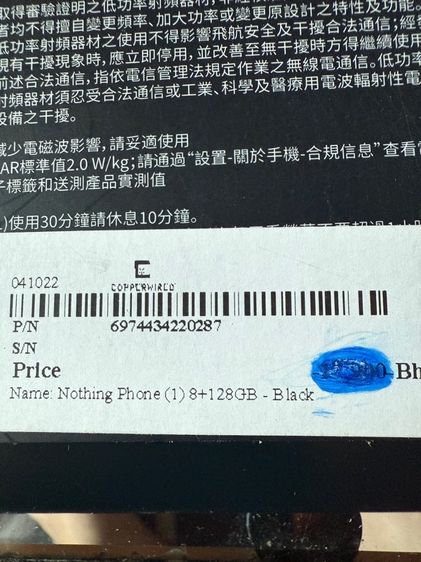 取得審驗證明之低功率射頻器材，非經核
者均不得擅自變更頻率、加大功率或變更原設計之特性及功能。
低功率射頻器材之使用不得影響飛航安全及干擾合法通信；經發
現有干擾現象時，應立即停用，並改善至無干擾時方得繼續使用
前述合法通信，指依電信管理法規定作業之無線電通信。低功率
射頻器材須忍受合法通信或工業、科學及醫療用電波輻射性電
設備之干擾。
減少電磁波影響，請妥適使用
AR標準值2.0 W/kg；請通過“設置-關於手機-合規信息”查看電
子標籤和送測產品實測值
)使用30分鐘請休息10分鐘。
041022
COPPERWIRED
P/N 6974434220287
S/N
Price Bh
Name: Nothing Phone (1) 8+128GB - Black